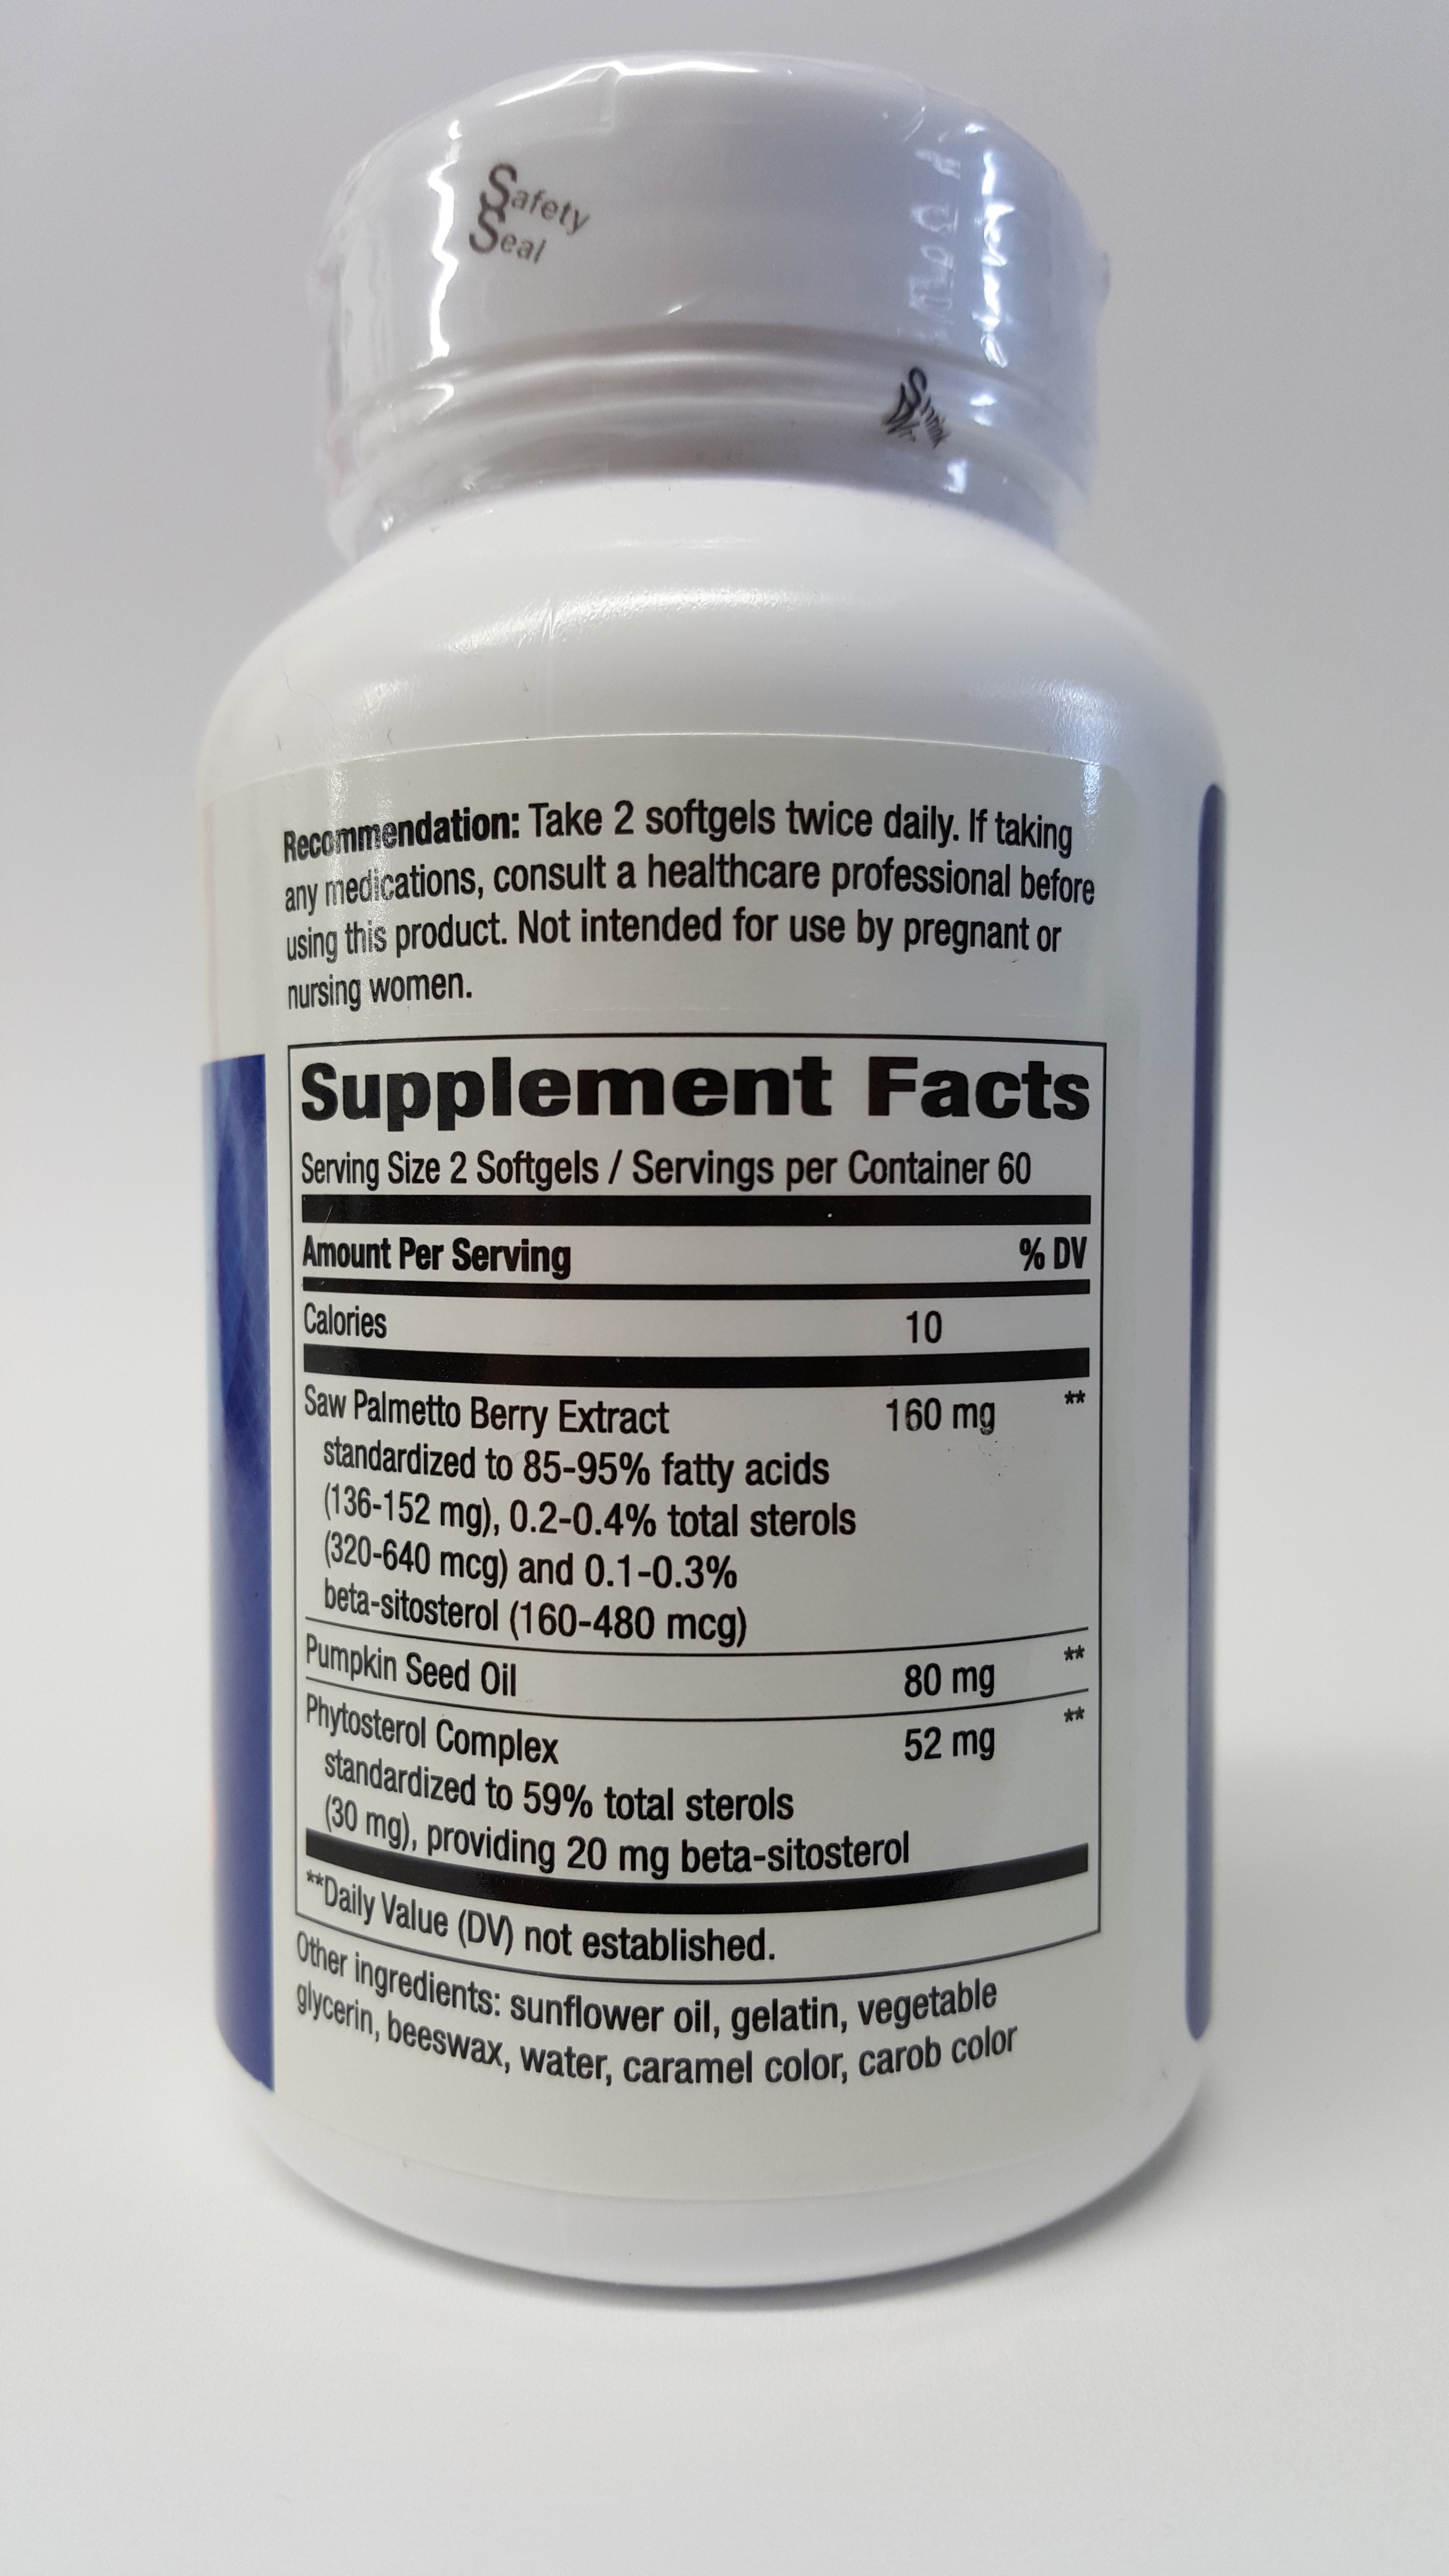 Safety
Seal
Shrink
Recommendation: Take 2 softgels twice daily. If taking
any medications, consult a healthcare professional before
using this product. Not intended for use by pregnant or
nursing women.
Supplement Facts
Serving Size 2 Softgels / Servings per Container 60
Amount Per Serving % DV
Calories 10
Saw Palmetto Berry Extract 160 mg **
standardized to 85-95% fatty acids
(136-152 mg), 0.2-0.4% total sterols
(320-640 mcg) and 0.1-0.3%
beta-sitosterol (160-480 mcg)
Pumpkin Seed Oil 80 mg **
Phytosterol Complex 52 mg **
standardized to 59% total sterols
(30 mg), providing 20 mg beta-sitosterol
**Daily Value (DV) not established.
Other ingredients: sunflower oil, gelatin, vegetable
glycerin, beeswax, water, caramel color, carob color